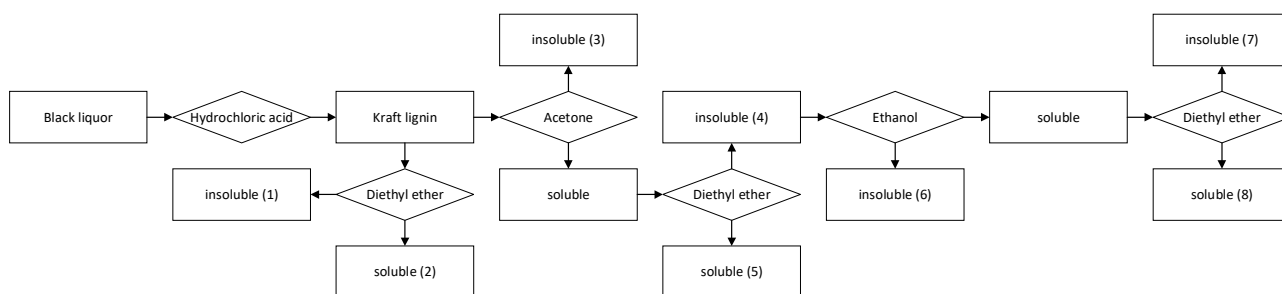 insoluble (3)
insoluble (7)
Black liquor
Hydrochloric acid
Kraft lignin
Acetone
insoluble (4)
Ethanol
soluble
Diethyl ether
insoluble (1)
Diethyl ether
soluble
Diethyl ether
insoluble (6)
soluble (8)
soluble (2)
soluble (5)